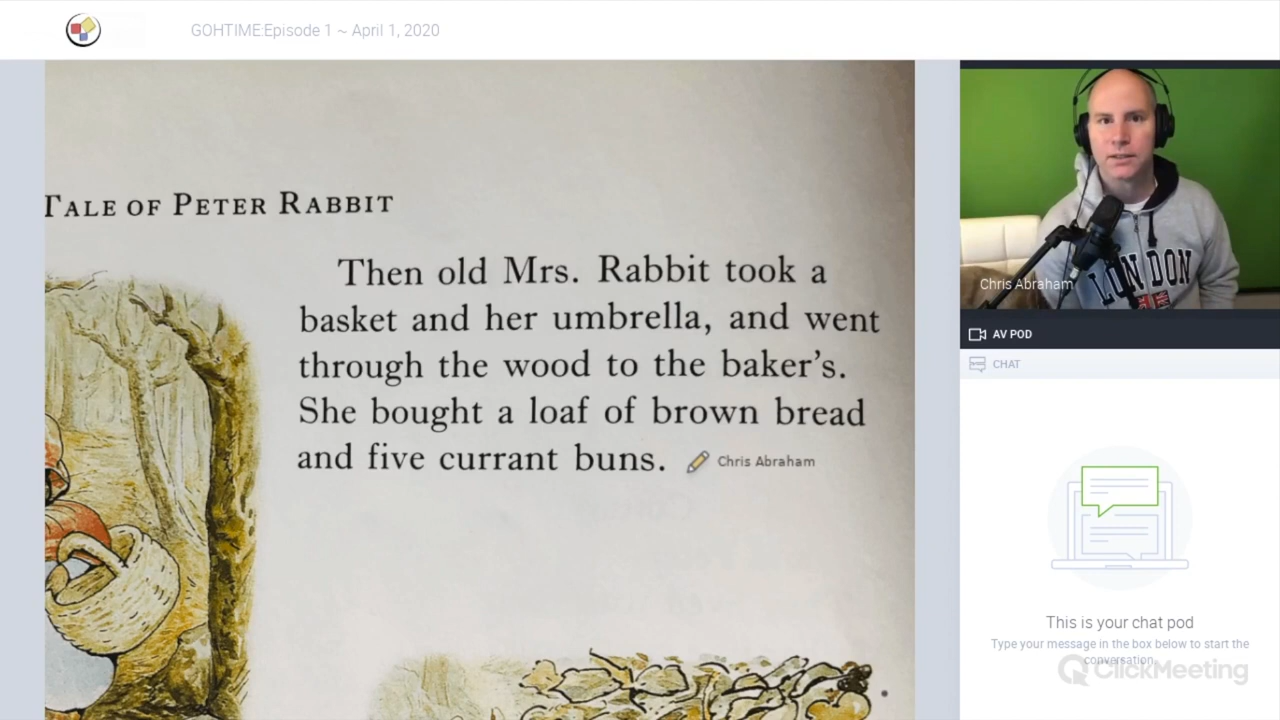 GOHTIME:Episode 1 ~ April 1, 2020
TALE OF PETER RABBIT
Then old Mrs. Rabbit took a
basket and her umbrella, and went
through the wood to the baker's.
She bought a loaf of brown bread
and five currant buns.
Chris Abraham
Chris Abraham
LONDON
AV POD
CHAT
This is your chat pod
Type your message in the box below to start the
conversation
ClickMeeting